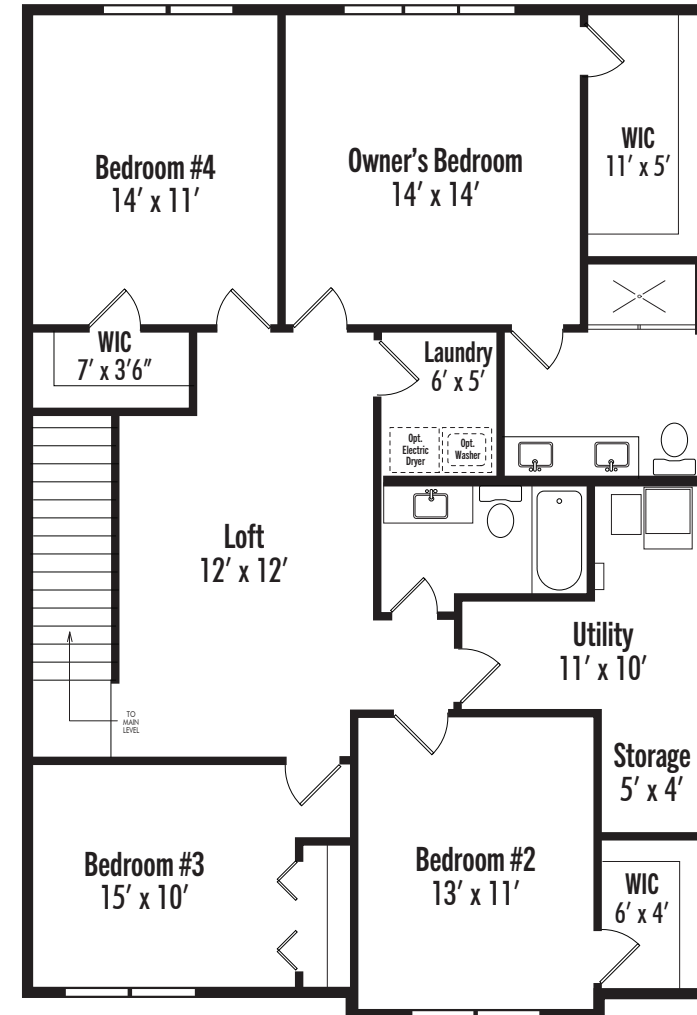 Bedroom #4
14′ x 11′
Owner’s Bedroom
14′ x 14′
WIC
11′ x 5′
WIC
7′ x 3′6″
Laundry
6′ x 5′
Opt.
Electric
Dryer
Opt.
Washer
Loft
12′ x 12′
Utility
11′ x 10′
TO
MAIN
LEVEL
Storage
5′ x 4′
Bedroom #3
15′ x 10′
Bedroom #2
13′ x 11′
WIC
6′ x 4′